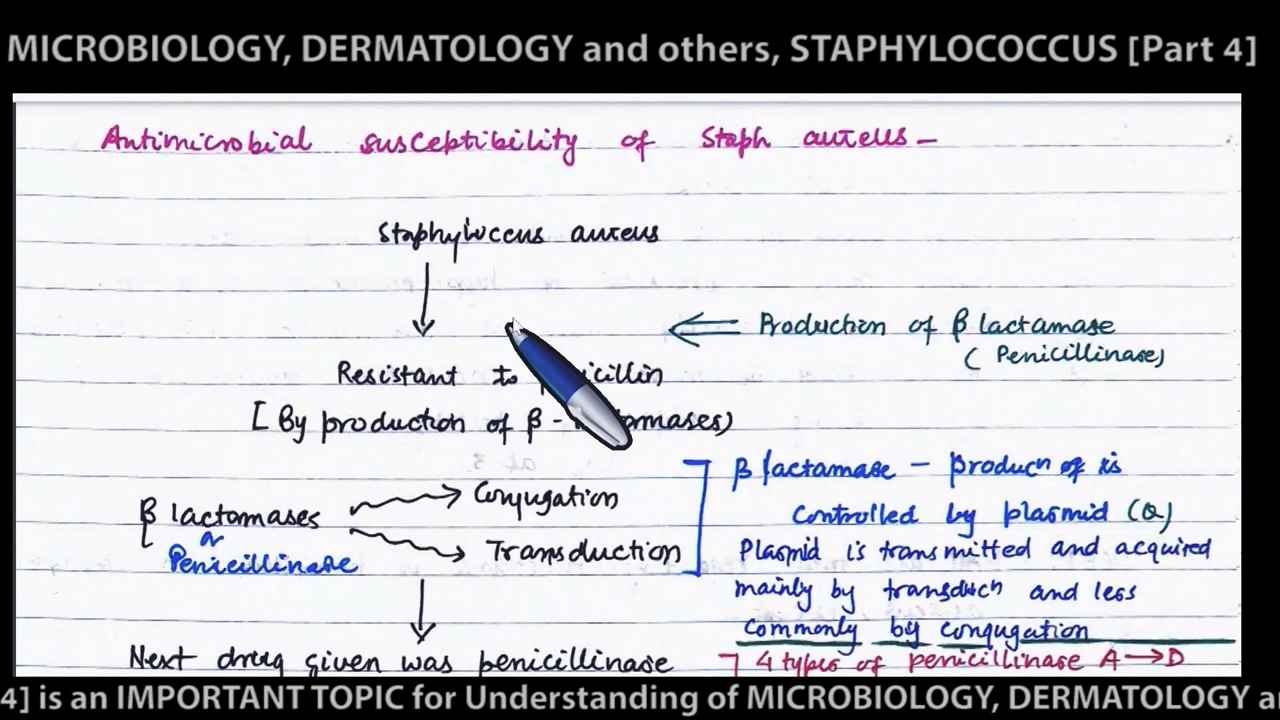 MICROBIOLOGY, DERMATOLOGY and others, STAPHYLOCOCCUS [Part 4]
Antimicrobial susceptibility of Staph aureus -
Staphyloccus aureus
← Production of β lactamase
(Penicillinase)
Resistant to
[By production of β -
β lactomases → Conjugation
or
Penicillinase → Transduction
β lactamase - producn of is
controlled by plasmid (Q)
Plasmid is transmitted and acquired
mainly by transductn and less
commonly by conjugation
Next drug given was penicillinase
4 types of penicillinase A → D
4] is an IMPORTANT TOPIC for Understanding of MICROBIOLOGY, DERMATOLOGY